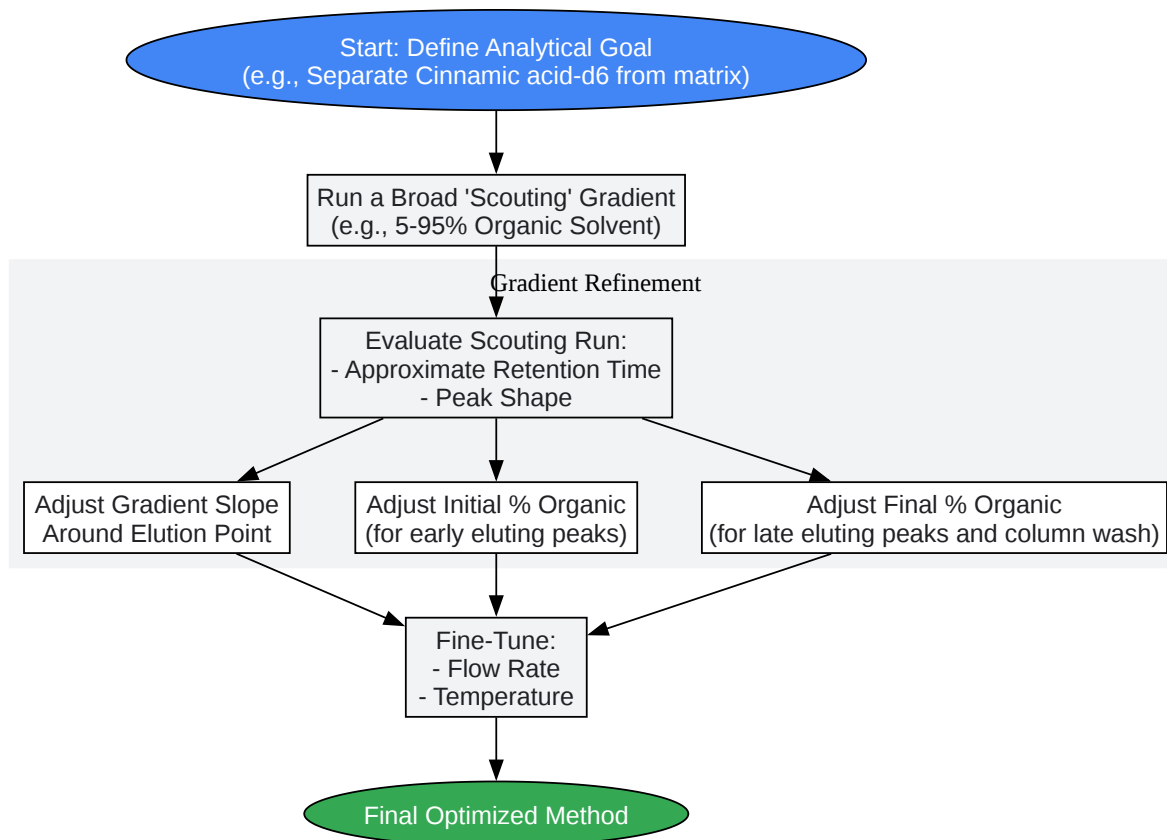 Start: Define Analytical Goal
(e.g., Separate Cinnamic acid-d6 from matrix)
Run a Broad 'Scouting' Gradient
(e.g., 5-95% Organic Solvent)
Gradient Refinement
Evaluate Scouting Run:
- Approximate Retention Time
- Peak Shape
Adjust Gradient Slope
Around Elution Point
Adjust Initial % Organic
(for early eluting peaks)
Adjust Final % Organic
(for late eluting peaks and column wash)
Fine-Tune:
- Flow Rate
- Temperature
Final Optimized Method